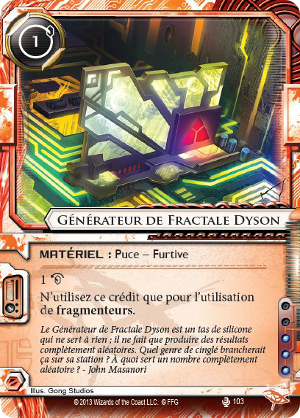 1
GÉNÉRATEUR DE FRACTALE DYSON
MATÉRIEL : Puce – Furtive
1
N'utilisez ce crédit que pour l'utilisation
de fragmenteurs.
Le Générateur de Fractale Dyson est un tas de silicone
qui ne sert à rien ; il ne fait que produire des résultats
complètement aléatoires. Quel genre de cinglé brancherait
ça sur sa station ? À quoi sert un nombre complètement
aléatoire ? - John Masanori
Illus. Gong Studios
©2013 Wizards of the Coast LLC. © FFG
103